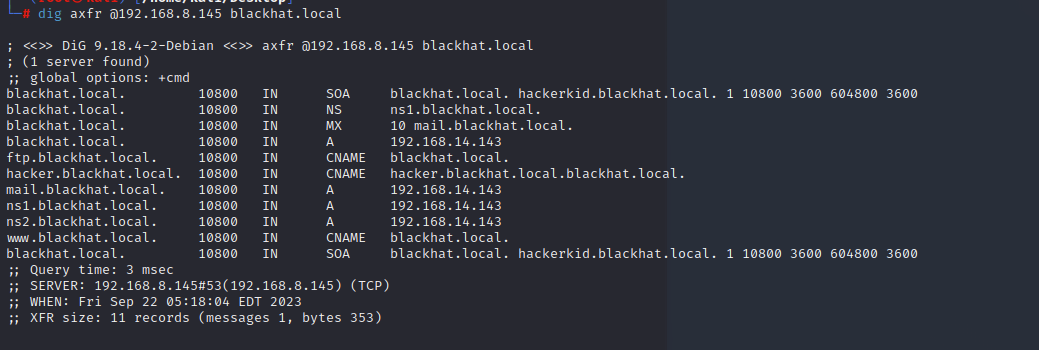 └─# dig axfr @192.168.8.145 blackhat.local
; <<>> DiG 9.18.4-2-Debian <<>> axfr @192.168.8.145 blackhat.local
; (1 server found)
;; global options: +cmd
blackhat.local. 10800 IN SOA blackhat.local. hackerkid.blackhat.local. 1 10800 3600 604800 3600
blackhat.local. 10800 IN NS ns1.blackhat.local.
blackhat.local. 10800 IN MX 10 mail.blackhat.local.
blackhat.local. 10800 IN A 192.168.14.143
ftp.blackhat.local. 10800 IN CNAME blackhat.local.
hacker.blackhat.local. 10800 IN CNAME hacker.blackhat.local.blackhat.local.
mail.blackhat.local. 10800 IN A 192.168.14.143
ns1.blackhat.local. 10800 IN A 192.168.14.143
ns2.blackhat.local. 10800 IN A 192.168.14.143
www.blackhat.local. 10800 IN CNAME blackhat.local.
blackhat.local. 10800 IN SOA blackhat.local. hackerkid.blackhat.local. 1 10800 3600 604800 3600
;; Query time: 3 msec
;; SERVER: 192.168.8.145#53(192.168.8.145) (TCP)
;; WHEN: Fri Sep 22 05:18:04 EDT 2023
;; XFR size: 11 records (messages 1, bytes 353)